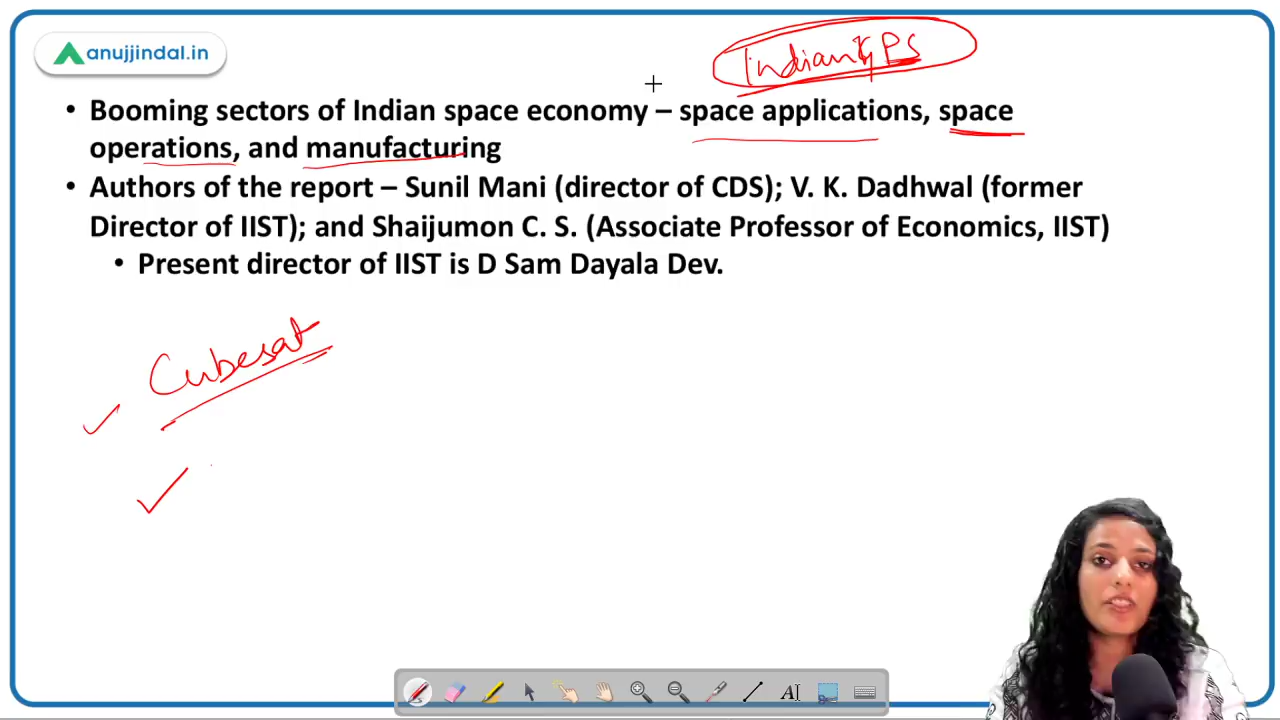 anujjindal.in
Indian GPS
• Booming sectors of Indian space economy – space applications, space
operations, and manufacturing
• Authors of the report – Sunil Mani (director of CDS); V. K. Dadhwal (former
Director of IIST); and Shaijumon C. S. (Associate Professor of Economics, IIST)
• Present director of IIST is D Sam Dayala Dev.
Cubesat